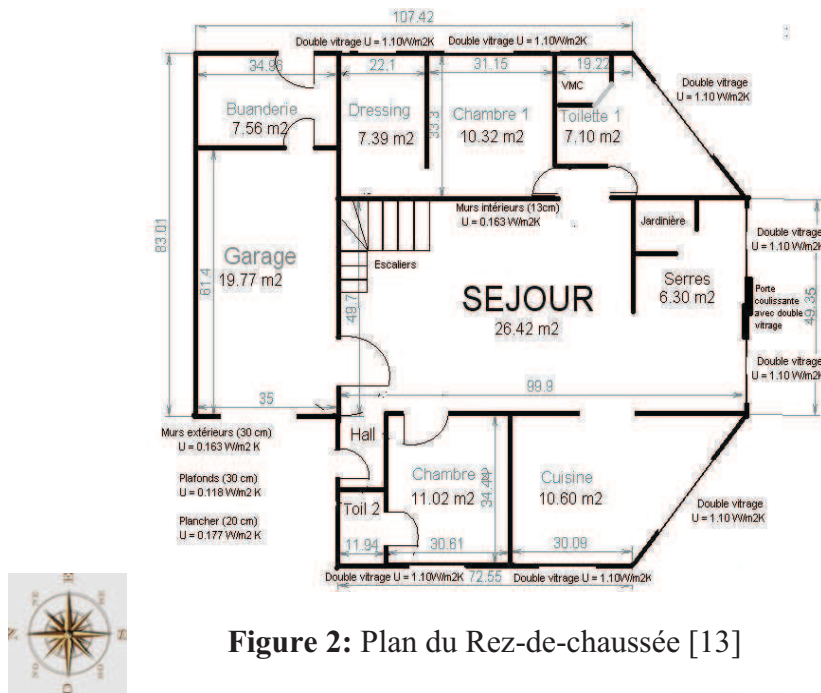 107.42
Double vitrage U = 1.10W/m2K
Double vitrage U = 1.10W/m2K
34.96
22.1
31.15
19.22
VMC
Double vitrage
U = 1.10 W/m2K
Buanderie
7.56 m2
Dressing
7.39 m2
33.3
Chambre 1
10.32 m2
Toilette 1
7.10 m2
83.01
61.4
Garage
19.77 m2
Murs intérieurs (13cm)
U = 0.163 W/m2K
Jardinière
Escaliers
49.7
SEJOUR
26.42 m2
Serres
6.30 m2
Double vitrage
U = 1.10 W/m2K
Porte
coulissante
avec double
vitrage
49.35
Double vitrage
U = 1.10 W/m2K
99.9
35
Murs extérieurs (30 cm)
U = 0.163 W/m2 K
Plafonds (30 cm)
U = 0.118 W/m2 K
Plancher (20 cm)
U = 0.177 W/m2 K
Hall
Chambre
11.02 m2
Cuisine
10.60 m2
Toil 2
Double vitrage
U = 1.10 W/m2K
11.94
30.61
30.09
Double vitrage U = 1.10W/m2K
Double vitrage U = 1.10W/m2K
72.55
E
NE
SE
N
S
NO
SO
O
Figure 2: Plan du Rez-de-chaussée [13]